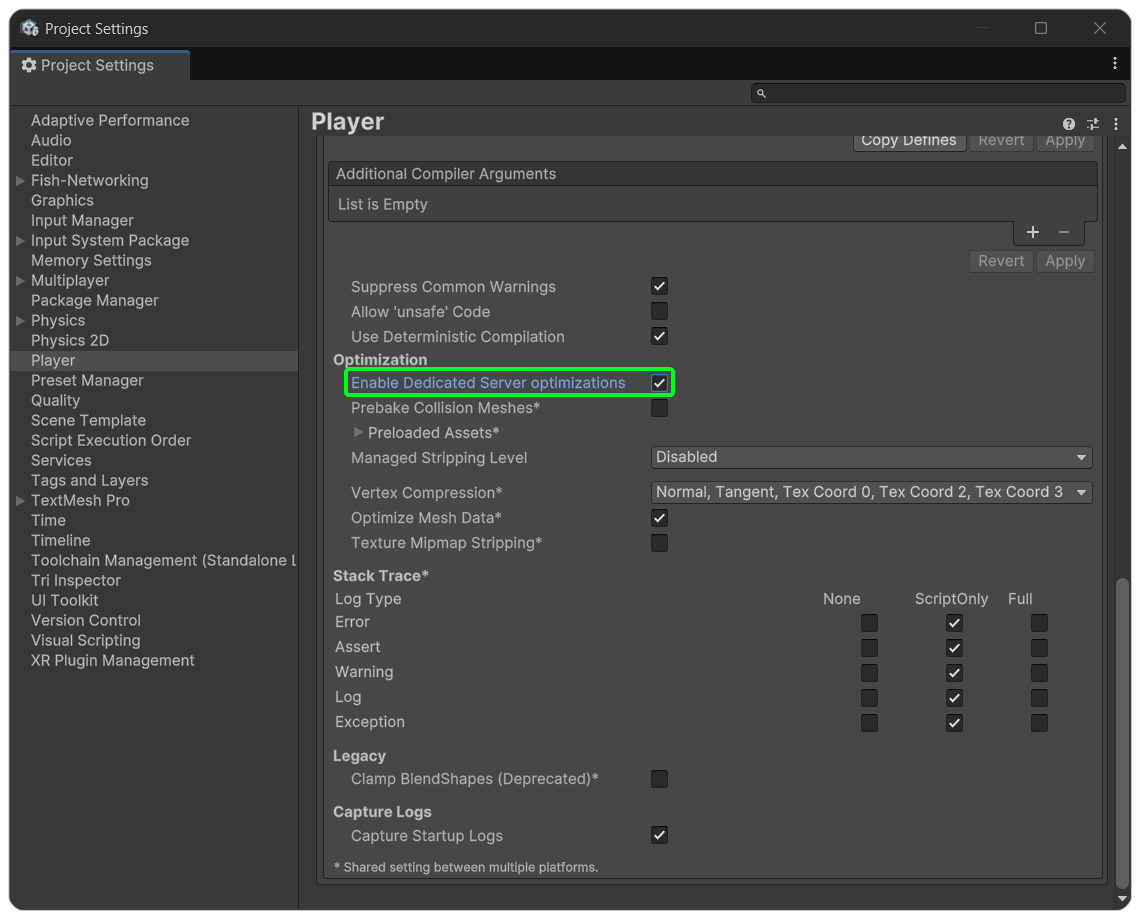 Project Settings
Project Settings
Adaptive Performance
Audio
Editor
Fish-Networking
Graphics
Input Manager
Input System Package
Memory Settings
Multiplayer
Package Manager
Physics
Physics 2D
Player
Preset Manager
Quality
Scene Template
Script Execution Order
Services
Tags and Layers
TextMesh Pro
Time
Timeline
Toolchain Management (Standalone L
Tri Inspector
UI Toolkit
Version Control
Visual Scripting
XR Plugin Management
Player
Copy Defines Revert Apply
Additional Compiler Arguments
List is Empty
+ −
Revert Apply
Suppress Common Warnings
Allow 'unsafe' Code
Use Deterministic Compilation
Optimization
Enable Dedicated Server optimizations
Prebake Collision Meshes*
Preloaded Assets*
Managed Stripping Level Disabled
Vertex Compression* Normal, Tangent, Tex Coord 0, Tex Coord 2, Tex Coord 3
Optimize Mesh Data*
Texture Mipmap Stripping*
Stack Trace*
Log Type None ScriptOnly Full
Error
Assert
Warning
Log
Exception
Legacy
Clamp BlendShapes (Deprecated)*
Capture Logs
Capture Startup Logs
* Shared setting between multiple platforms.